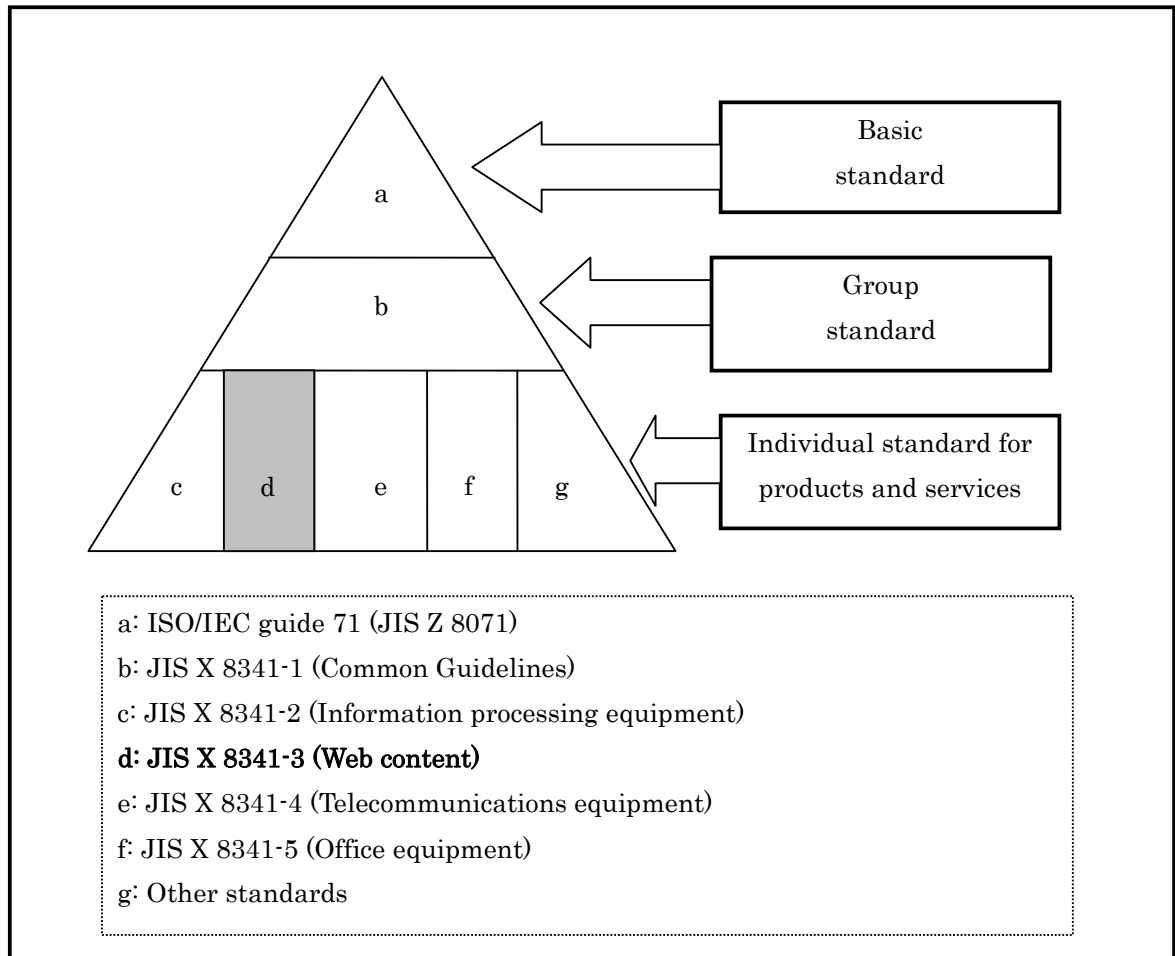 a
Basic
standard
b
Group
standard
c
d
e
f
g
Individual standard for
products and services
a: ISO/IEC guide 71 (JIS Z 8071)
b: JIS X 8341-1 (Common Guidelines)
c: JIS X 8341-2 (Information processing equipment)
d: JIS X 8341-3 (Web content)
e: JIS X 8341-4 (Telecommunications equipment)
f: JIS X 8341-5 (Office equipment)
g: Other standards